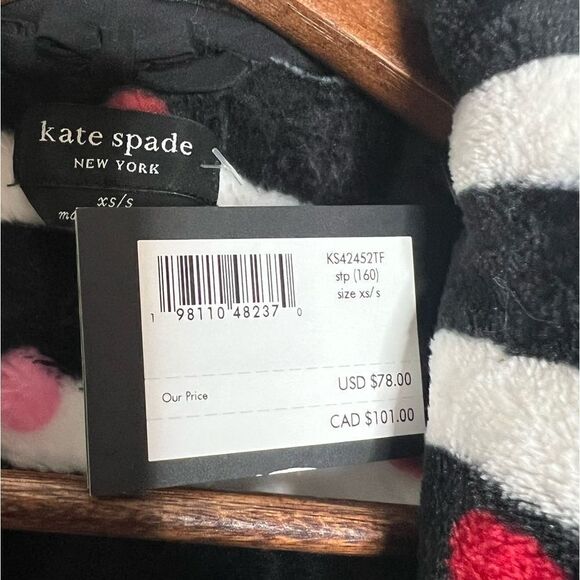 kate spade
NEW YORK
xs/s
KS42452TF
stp (160)
size xs/s
1 98110 48237 0
Our Price
USD $78.00
CAD $101.00